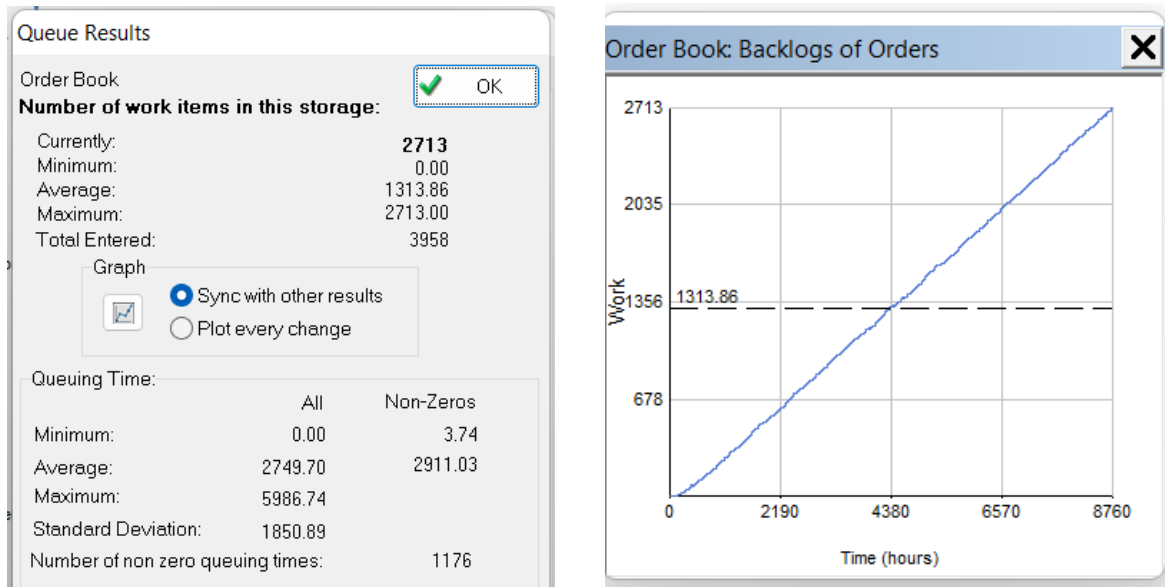 Queue Results
Order Book
OK
Number of work items in this storage:
Currently: 2713
Minimum: 0.00
Average: 1313.86
Maximum: 2713.00
Total Entered: 3958
Graph
Sync with other results
Plot every change
Queuing Time:
All Non-Zeros
Minimum: 0.00 3.74
Average: 2749.70 2911.03
Maximum: 5986.74
Standard Deviation: 1850.89
Number of non zero queuing times: 1176
Order Book: Backlogs of Orders
2713
2035
1356
1313.86
678
Work
0 2190 4380 6570 8760
Time (hours)